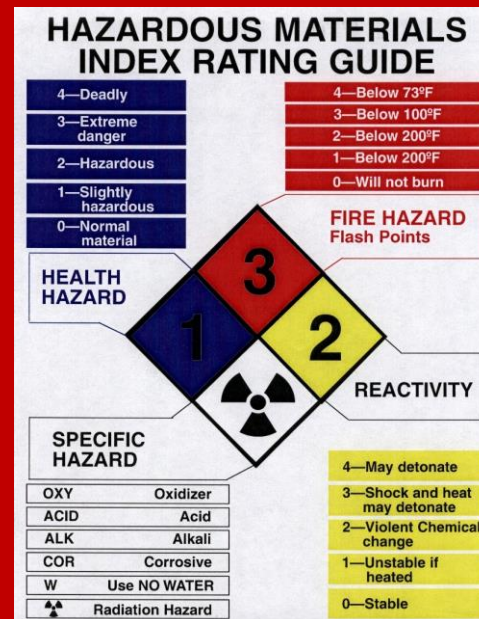 HAZARDOUS MATERIALS
INDEX RATING GUIDE
4—Deadly
3—Extreme
danger
2—Hazardous
1—Slightly
hazardous
0—Normal
material
HEALTH
HAZARD
4—Below 73ºF
3—Below 100ºF
2—Below 200ºF
1—Below 200ºF
0—Will not burn
FIRE HAZARD
Flash Points
3
1
2
REACTIVITY
4—May detonate
3—Shock and heat
may detonate
2—Violent Chemical
change
1—Unstable if
heated
0—Stable
SPECIFIC
HAZARD
OXY Oxidizer
ACID Acid
ALK Alkali
COR Corrosive
W Use NO WATER
Radiation Hazard